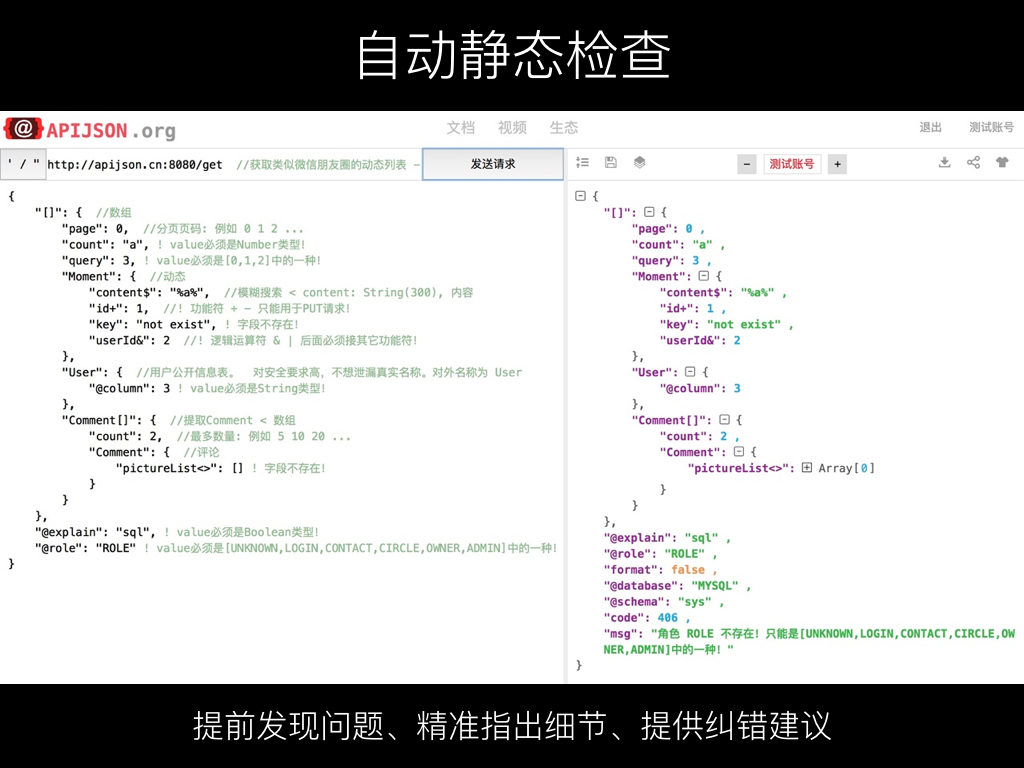 自动静态检查
@ APIJSON.org
文档 视频 生态
退出 测试账号
' / " http://apijson.cn:8080/get //获取类似微信朋友圈的动态列表 -
发送请求
- 测试账号 +
{
"[]": { //数组
"page": 0, //分页页码: 例如 0 1 2 ...
"count": "a", ! value必须是Number类型!
"query": 3, ! value必须是[0,1,2]中的一种!
"Moment": { //动态
"content$": "%a%", //模糊搜索 < content: String(300), 内容
"id+": 1, //! 功能符 + - 只能用于PUT请求!
"key": "not exist", ! 字段不存在!
"userId&": 2 //! 逻辑运算符 & | 后面必须接其它功能符!
},
"User": { //用户公开信息表。 对安全要求高,不想泄漏真实名称。对外名称为 User
"@column": 3 ! value必须是String类型!
},
"Comment[]": { //提取Comment < 数组
"count": 2, //最多数量: 例如 5 10 20 ...
"Comment": { //评论
"pictureList<>": [] ! 字段不存在!
}
}
},
"@explain": "sql", ! value必须是Boolean类型!
"@role": "ROLE" ! value必须是[UNKNOWN,LOGIN,CONTACT,CIRCLE,OWNER,ADMIN]中的一种!
}
{
"[]": {
"page": 0 ,
"count": "a" ,
"query": 3 ,
"Moment": {
"content$": "%a%" ,
"id+": 1 ,
"key": "not exist" ,
"userId&": 2
},
"User": {
"@column": 3
},
"Comment[]": {
"count": 2 ,
"Comment": {
"pictureList<>": Array[0]
}
}
},
"@explain": "sql" ,
"@role": "ROLE" ,
"format": false ,
"@database": "MYSQL" ,
"@schema": "sys" ,
"code": 406 ,
"msg": "角色 ROLE 不存在! 只能是[UNKNOWN,LOGIN,CONTACT,CIRCLE,OW
NER,ADMIN]中的一种! "
}
提前发现问题、精准指出细节、提供纠错建议